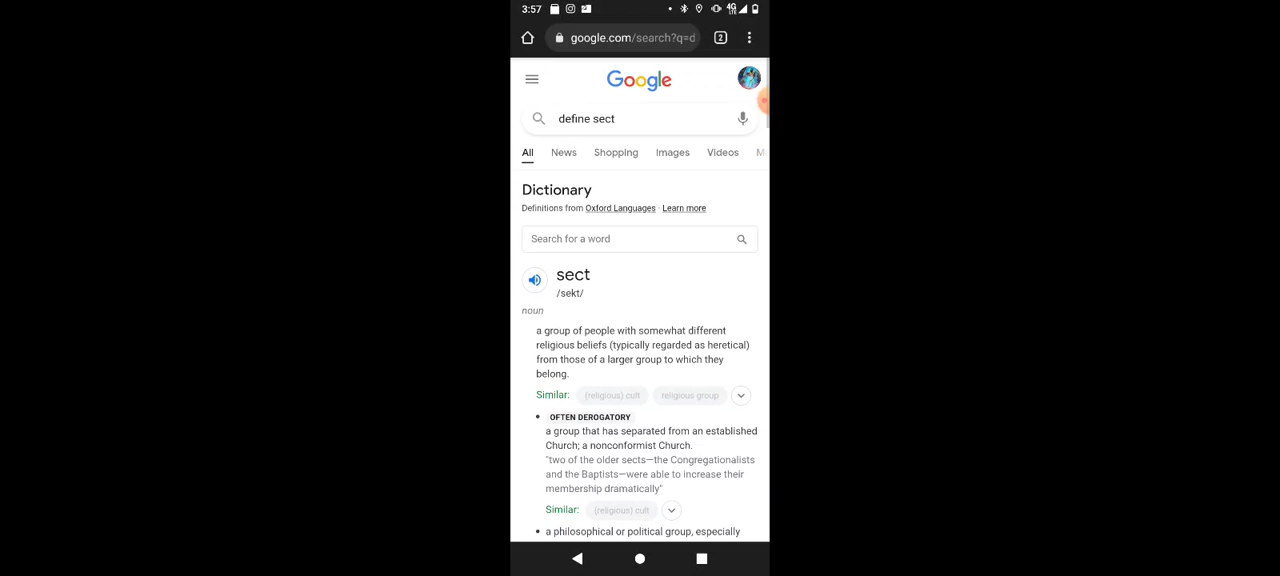 3:57
4G
LTE
google.com/search?q=d
2
Google
define sect
All News Shopping Images Videos
Dictionary
Definitions from Oxford Languages · Learn more
Search for a word
sect
/sekt/
noun
a group of people with somewhat different
religious beliefs (typically regarded as heretical)
from those of a larger group to which they
belong.
Similar: (religious) cult religious group
• OFTEN DEROGATORY
a group that has separated from an established
Church; a nonconformist Church.
"two of the older sects—the Congregationalists
and the Baptists—were able to increase their
membership dramatically"
Similar: (religious) cult
• a philosophical or political group, especially